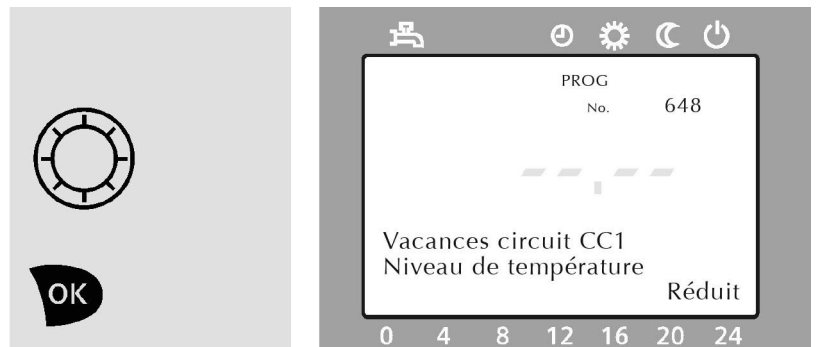 OK
PROG
No. 648
Vacances circuit CC1
Niveau de température
Réduit
0 4 8 12 16 20 24